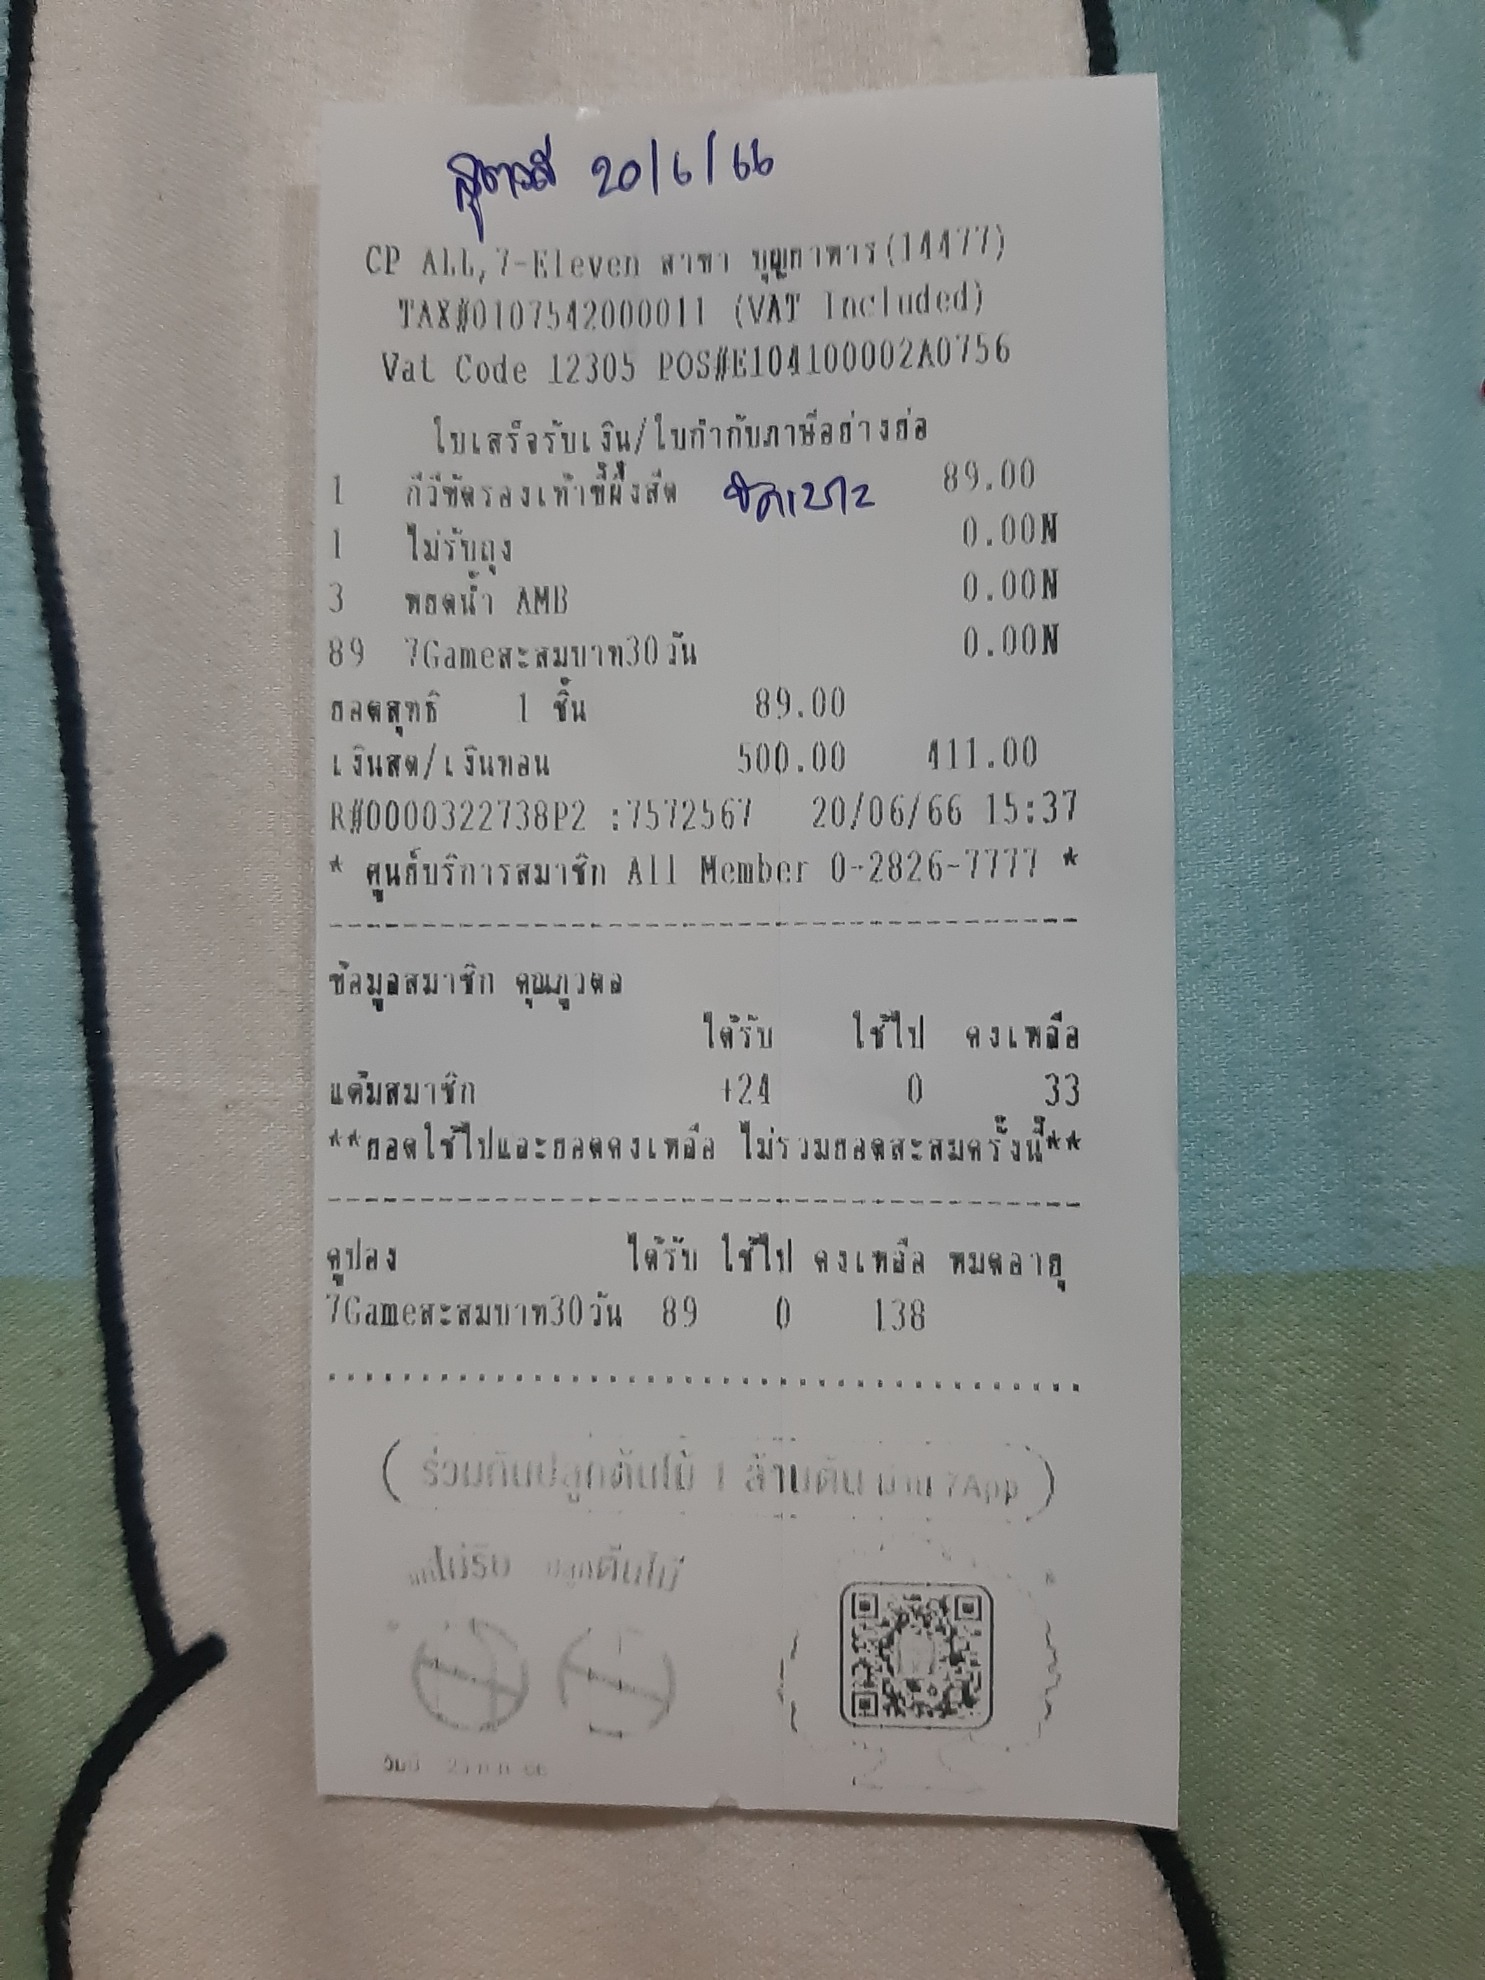 20/6/66
CP ALL,7-Eleven สาขา บุญยาหาร(14477)
TAX#0107542000011 (VAT Included)
Vat Code 12305 POS#E104100002A0756
ใบเสร็จรับเงิน/ใบกำกับภาษีอย่างย่อ
1 กีวีขัดรองเท้าขี้ผึ้งสีด 89.00
1 ไม่รับถุง 0.00N
3 หยดน้ำ AMB 0.00N
89 7Gameสะสมบาท30วัน 0.00N
ยอดสุทธิ 1 ชิ้น 89.00
เงินสด/เงินทอน 500.00 411.00
R#0000322738P2 :7572567 20/06/66 15:37
* ศูนย์บริการสมาชิก All Member 0-2826-7777 *
ข้อมูลสมาชิก คุณภูวดล
ได้รับ ใช้ไป คงเหลือ
แต้มสมาชิก +24 0 33
**ยอดใช้ไปและยอดคงเหลือ ไม่รวมยอดสะสมครั้งนี้**
คูปอง ได้รับ ใช้ไป คงเหลือ หมดอายุ
7Gameสะสมบาท30วัน 89 0 138
(ร่วมกันปลูกต้นไม้ 1 ล้านต้น ผ่าน 7App)
ไม่รับ ปลูกต้นไม้